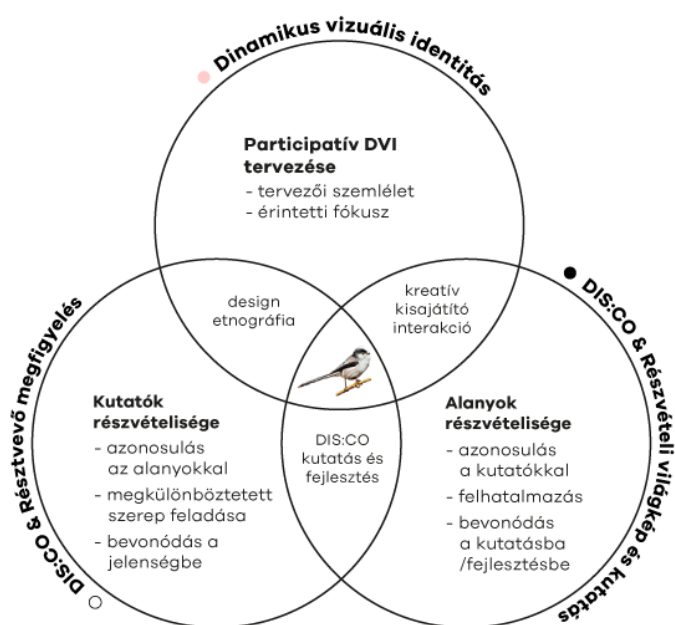 Dinamikus vizuális identitás
Participatív DVI
tervezése
- tervezői szemlélet
- érintetti fókusz
design
etnográfia
kreatív
kisajátító
interakció
DIS:CO & Résztvevő megfigyelés
Kutatók
részvételisége
- azonosulás
az alanyokkal
- megkülönböztetett
szerep feladása
- bevonódás a
jelenségbe
DIS:CO
kutatás és
fejlesztés
Alanyok
részvételisége
- azonosulás
a kutatókkal
- felhatalmazás
- bevonódás
a kutatásba
/fejlesztésbe
DIS:CO & Részvételi világkép és kutatás